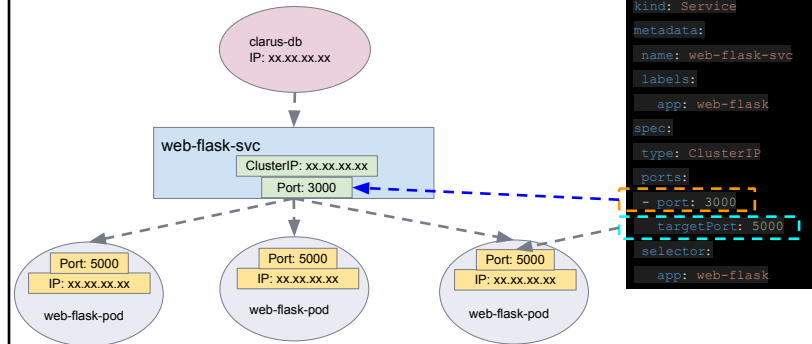 clarus-db
IP: xx.xx.xx.xx
web-flask-svc
ClusterIP: xx.xx.xx.xx
Port: 3000
Port: 5000
IP: xx.xx.xx.xx
web-flask-pod
Port: 5000
IP: xx.xx.xx.xx
web-flask-pod
Port: 5000
IP: xx.xx.xx.xx
web-flask-pod
kind: Service
metadata:
name: web-flask-svc
labels:
app: web-flask
spec:
type: ClusterIP
ports:
- port: 3000
targetPort: 5000
selector:
app: web-flask